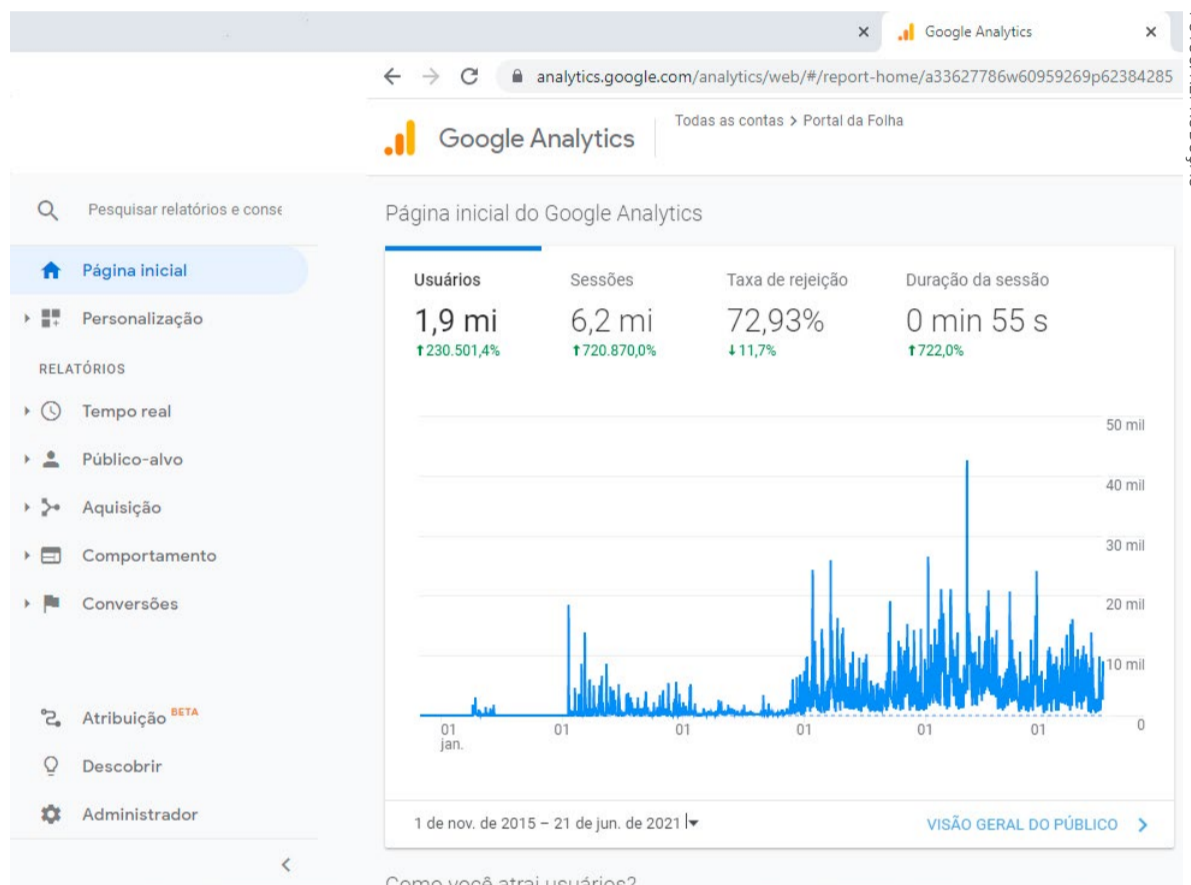 Google Analytics
analytics.google.com/analytics/web/#/report-home/a33627786w60959269p62384285
Google Analytics
Todas as contas > Portal da Folha
Pesquisar relatórios e conse
Página inicial
Personalização
RELATÓRIOS
Tempo real
Público-alvo
Aquisição
Comportamento
Conversões
Atribuição BETA
Descobrir
Administrador
Página inicial do Google Analytics
Usuários Sessões Taxa de rejeição Duração da sessão
1,9 mi 6,2 mi 72,93% 0 min 55 s
↑230.501,4% ↑720.870,0% ↓11,7% ↑722,0%
50 mil
40 mil
30 mil
20 mil
10 mil
0
01 01 01 01 01 01
jan.
1 de nov. de 2015 – 21 de jun. de 2021
VISÃO GERAL DO PÚBLICO
Como você atrai usuários?